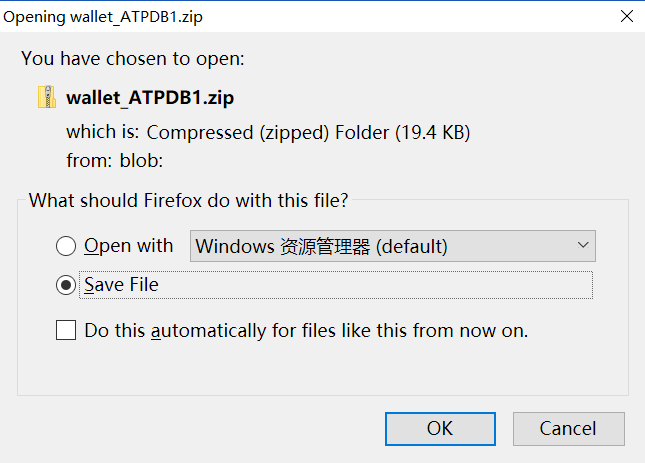 Opening wallet_ATPDB1.zip
You have chosen to open:
wallet_ATPDB1.zip
which is: Compressed (zipped) Folder (19.4 KB)
from: blob:
What should Firefox do with this file?
Open with Windows 资源管理器 (default)
Save File
Do this automatically for files like this from now on.
OK Cancel